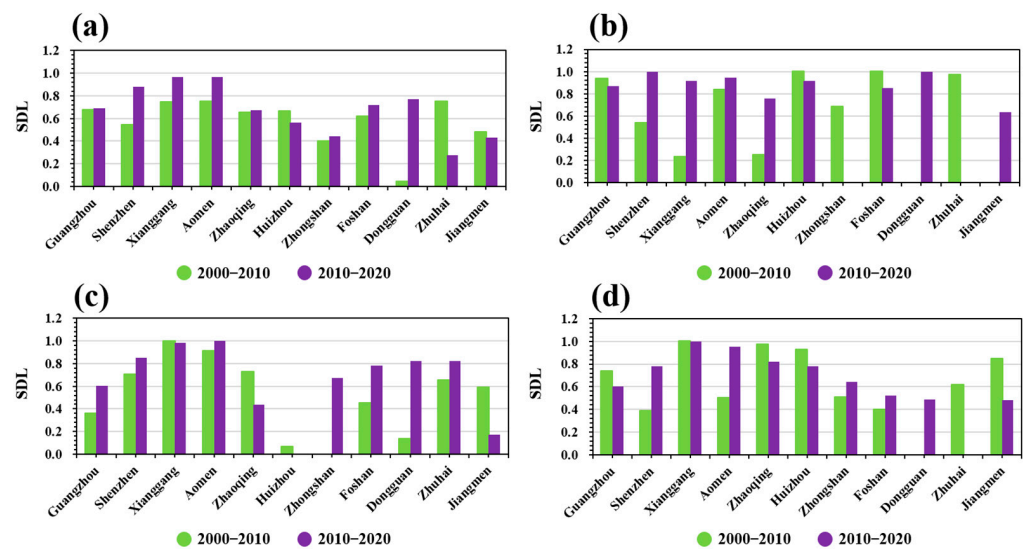 (a)
1.2
1.0
0.8
0.6
0.4
0.2
0.0
SDL
Guangzhou
Shenzhen
Xianggang
Aomen
Zhaoqing
Huizhou
Zhongshan
Foshan
Dongguan
Zhuhai
Jiangmen
2000−2010 2010−2020
(b)
1.2
1.0
0.8
0.6
0.4
0.2
0.0
SDL
Guangzhou
Shenzhen
Xianggang
Aomen
Zhaoqing
Huizhou
Zhongshan
Foshan
Dongguan
Zhuhai
Jiangmen
2000−2010 2010−2020
(c)
1.2
1.0
0.8
0.6
0.4
0.2
0.0
SDL
Guangzhou
Shenzhen
Xianggang
Aomen
Zhaoqing
Huizhou
Zhongshan
Foshan
Dongguan
Zhuhai
Jiangmen
2000−2010 2010−2020
(d)
1.2
1.0
0.8
0.6
0.4
0.2
0.0
SDL
Guangzhou
Shenzhen
Xianggang
Aomen
Zhaoqing
Huizhou
Zhongshan
Foshan
Dongguan
Zhuhai
Jiangmen
2000−2010 2010−2020